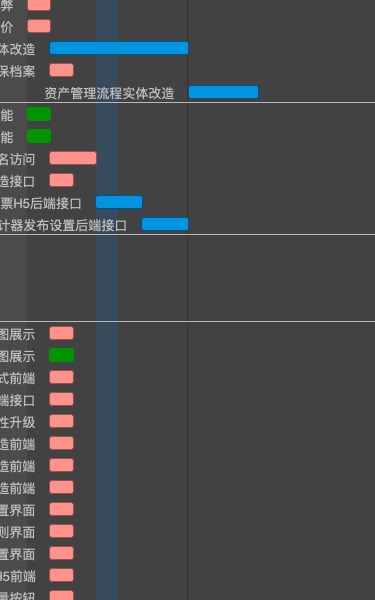 弊
价
体改造
保档案
资产管理流程实体改造
能
能
名访问
造接口
票H5后端接口
计器发布设置后端接口
图展示
图展示
式前端
端接口
性升级
造前端
造前端
造前端
置界面
则界面
置界面
H5前端
量按钮